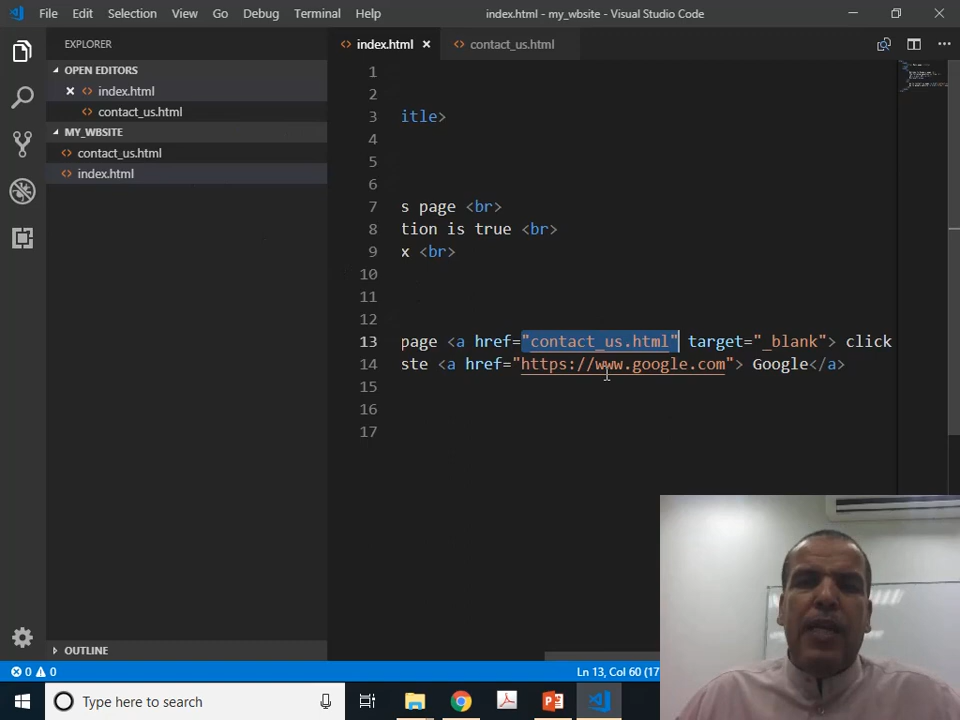 File Edit Selection View Go Debug Terminal Help index.html - my_wbsite - Visual Studio Code
EXPLORER
index.html contact_us.html
OPEN EDITORS
index.html
contact_us.html
MY_WBSITE
contact_us.html
index.html
OUTLINE
1
2
3 itle>
4
5
6
7 s page <br>
8 tion is true <br>
9 x <br>
10
11
12
13 page <a href="contact_us.html" target="_blank"> click
14 ste <a href="https://www.google.com"> Google</a>
15
16
17
0 0 Ln 13, Col 60 (17
Type here to search